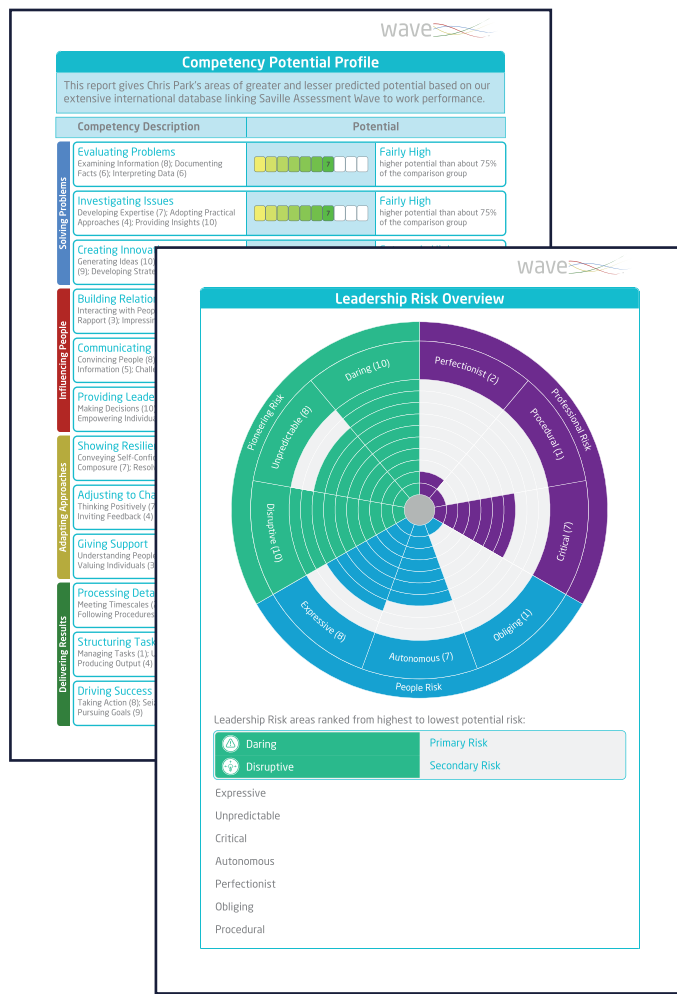 wave
Competency Potential Profile
This report gives Chris Park's areas of greater and lesser predicted potential based on our
extensive international database linking Saville Assessment Wave to work performance.
Competency Description
Potential
Solving Problems
Evaluating Problems
Examining Information (8); Documenting
Facts (6); Interpreting Data (6)
7
Fairly High
higher potential than about 75%
of the comparison group
Investigating Issues
Developing Expertise (7); Adopting Practical
Approaches (4); Providing Insights (10)
7
Fairly High
higher potential than about 75%
of the comparison group
Creating Innova
Generating Ideas (10)
(9); Developing Strate
Influencing People
Building Relatio
Interacting with Peop
Rapport (3); Impressi
Communicating
Convincing People (8)
Information (5); Chall
Providing Leade
Making Decisions (10
Empowering Individu
Adapting Approaches
Showing Resilie
Conveying Self-Confi
Composure (7); Resol
Adjusting to Cha
Thinking Positively (7
Inviting Feedback (4)
Giving Support
Understanding People
Valuing Individuals (3
Delivering Results
Processing Deta
Meeting Timescales (
Following Procedures
Structuring Task
Managing Tasks (1); U
Producing Output (4)
Driving Success
Taking Action (8); Sei
Pursuing Goals (9)
wave
Leadership Risk Overview
Pioneering Risk
Daring (10)
Unpredictable (8)
Disruptive (10)
Professional Risk
Perfectionist (2)
Procedural (1)
Critical (7)
Expressive (8)
Autonomous (7)
Obliging (1)
People Risk
Leadership Risk areas ranked from highest to lowest potential risk:
Daring
Primary Risk
Disruptive
Secondary Risk
Expressive
Unpredictable
Critical
Autonomous
Perfectionist
Obliging
Procedural